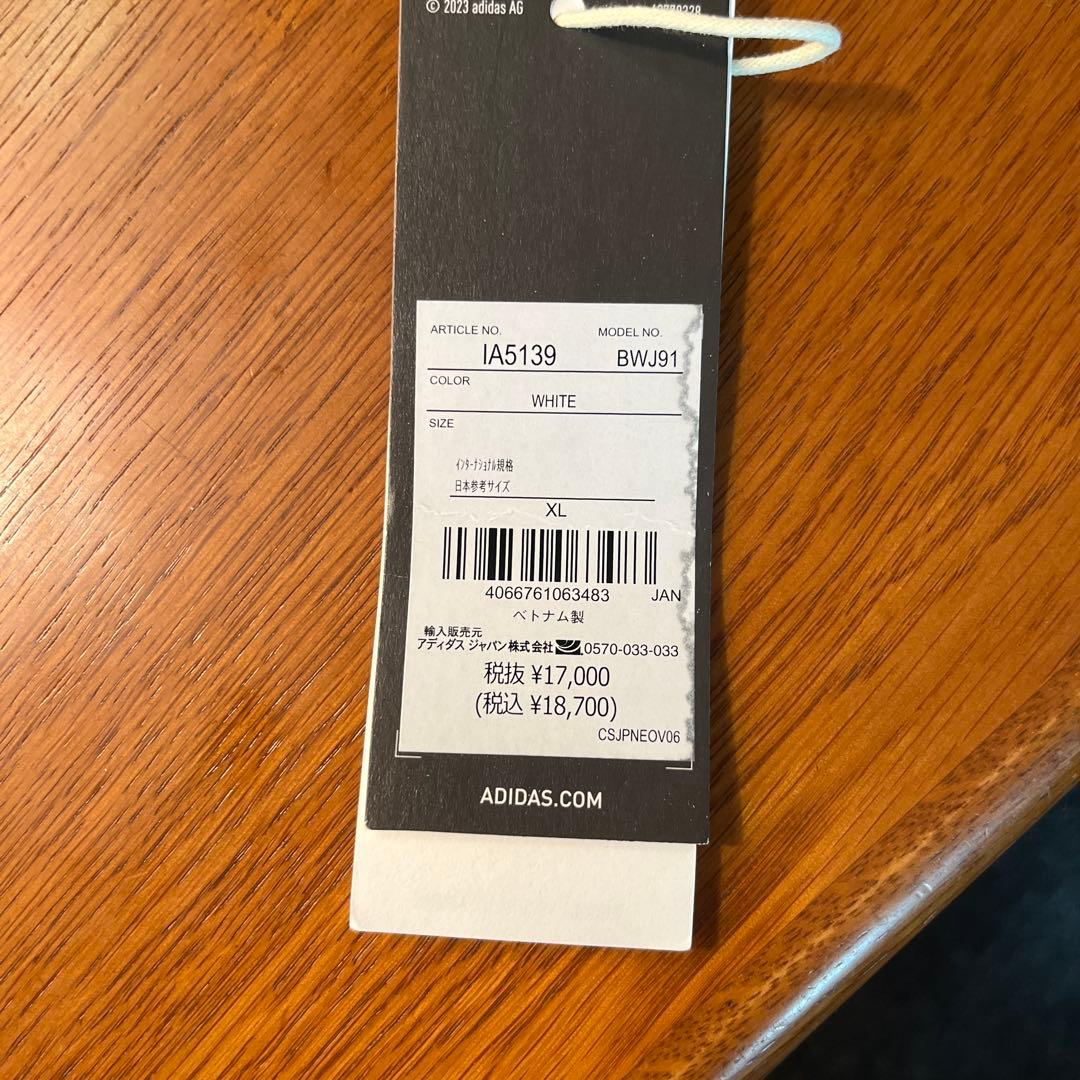 © 2023 adidas AG
ARTICLE NO. MODEL NO.
IA5139 BWJ91
COLOR
WHITE
SIZE
ｲﾝﾀｰﾅｼｮﾅﾙ規格
日本参考サイズ
XL
4066761063483 JAN
ベトナム製
輸入販売元
アディダス ジャパン株式会社 0570-033-033
税抜 ¥17,000
(税込 ¥18,700)
CSJPNEOV06
ADIDAS.COM